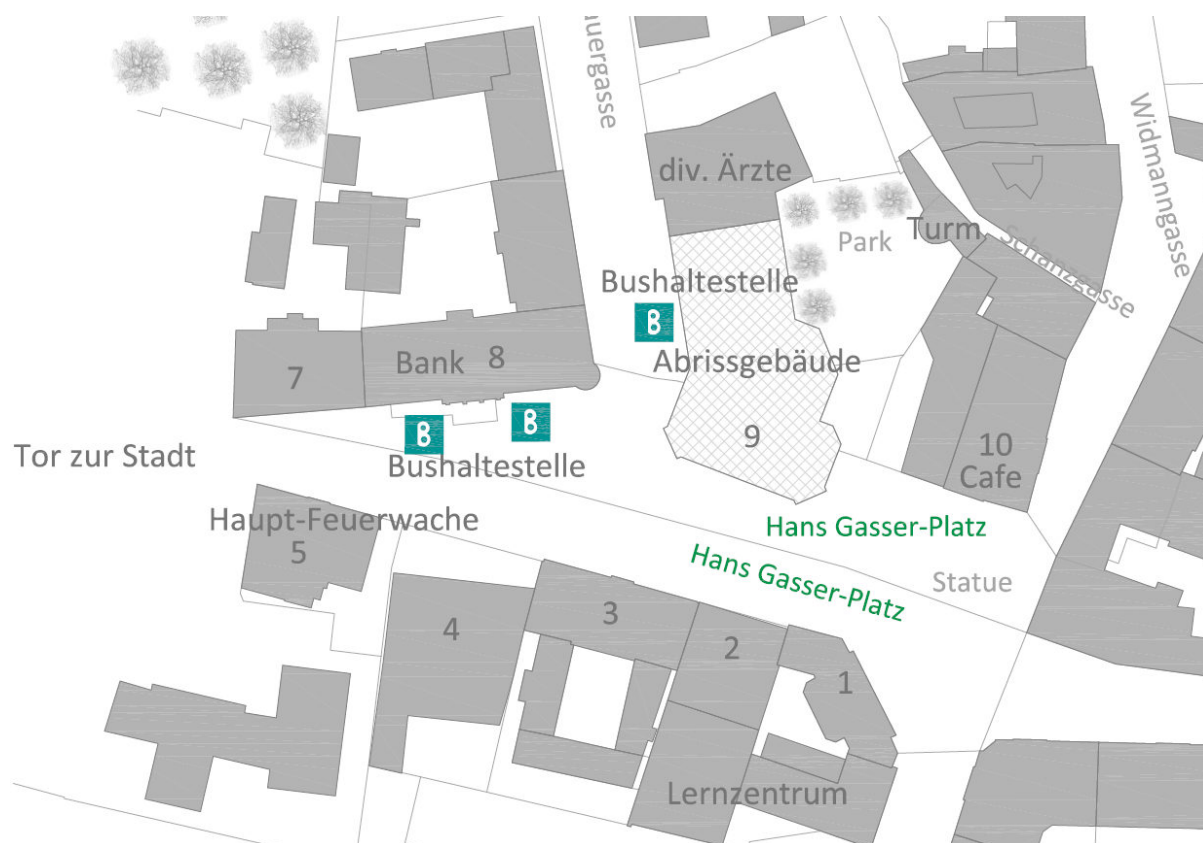 uergasse
Widmanngasse
div. Ärzte
Park
Turm
Schanzgasse
Bushaltestelle
B
Abrissgebäude
7
Bank
8
9
B
B
10
Cafe
Tor zur Stadt
Bushaltestelle
Haupt-Feuerwache
5
Hans Gasser-Platz
Hans Gasser-Platz
Statue
4
3
2
1
Lernzentrum